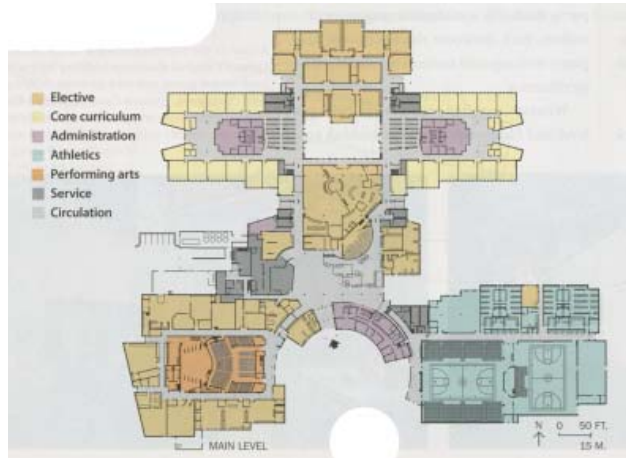 Elective
Core curriculum
Administration
Athletics
Performing arts
Service
Circulation
MAIN LEVEL
N 0 50 FT.
15 M.